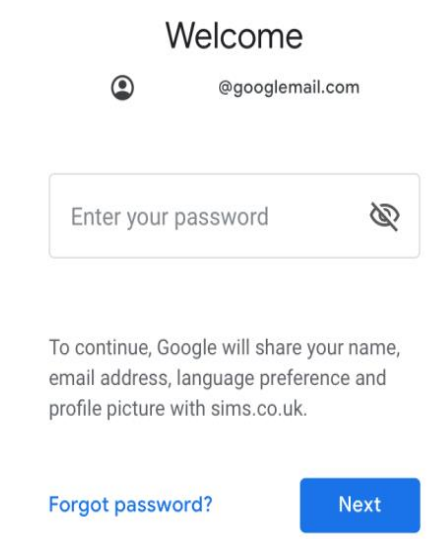 Welcome
@googlemail.com
Enter your password
To continue, Google will share your name,
email address, language preference and
profile picture with sims.co.uk.
Forgot password?
Next